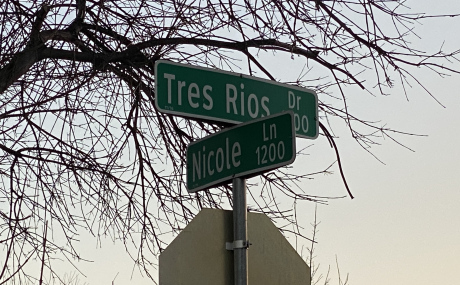 Tres Rios Dr
Nicole Ln
1200